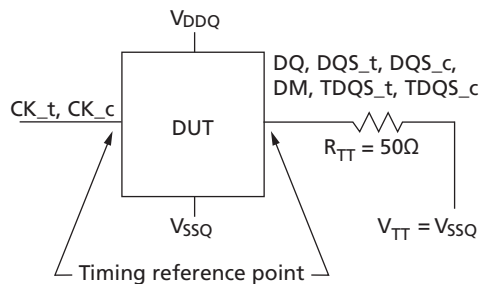 VDDQ
DQ, DQS_t, DQS_c,
DM, TDQS_t, TDQS_c
CK_t, CK_c
DUT
RTT = 50Ω
VSSQ
VTT = VSSQ
Timing reference point